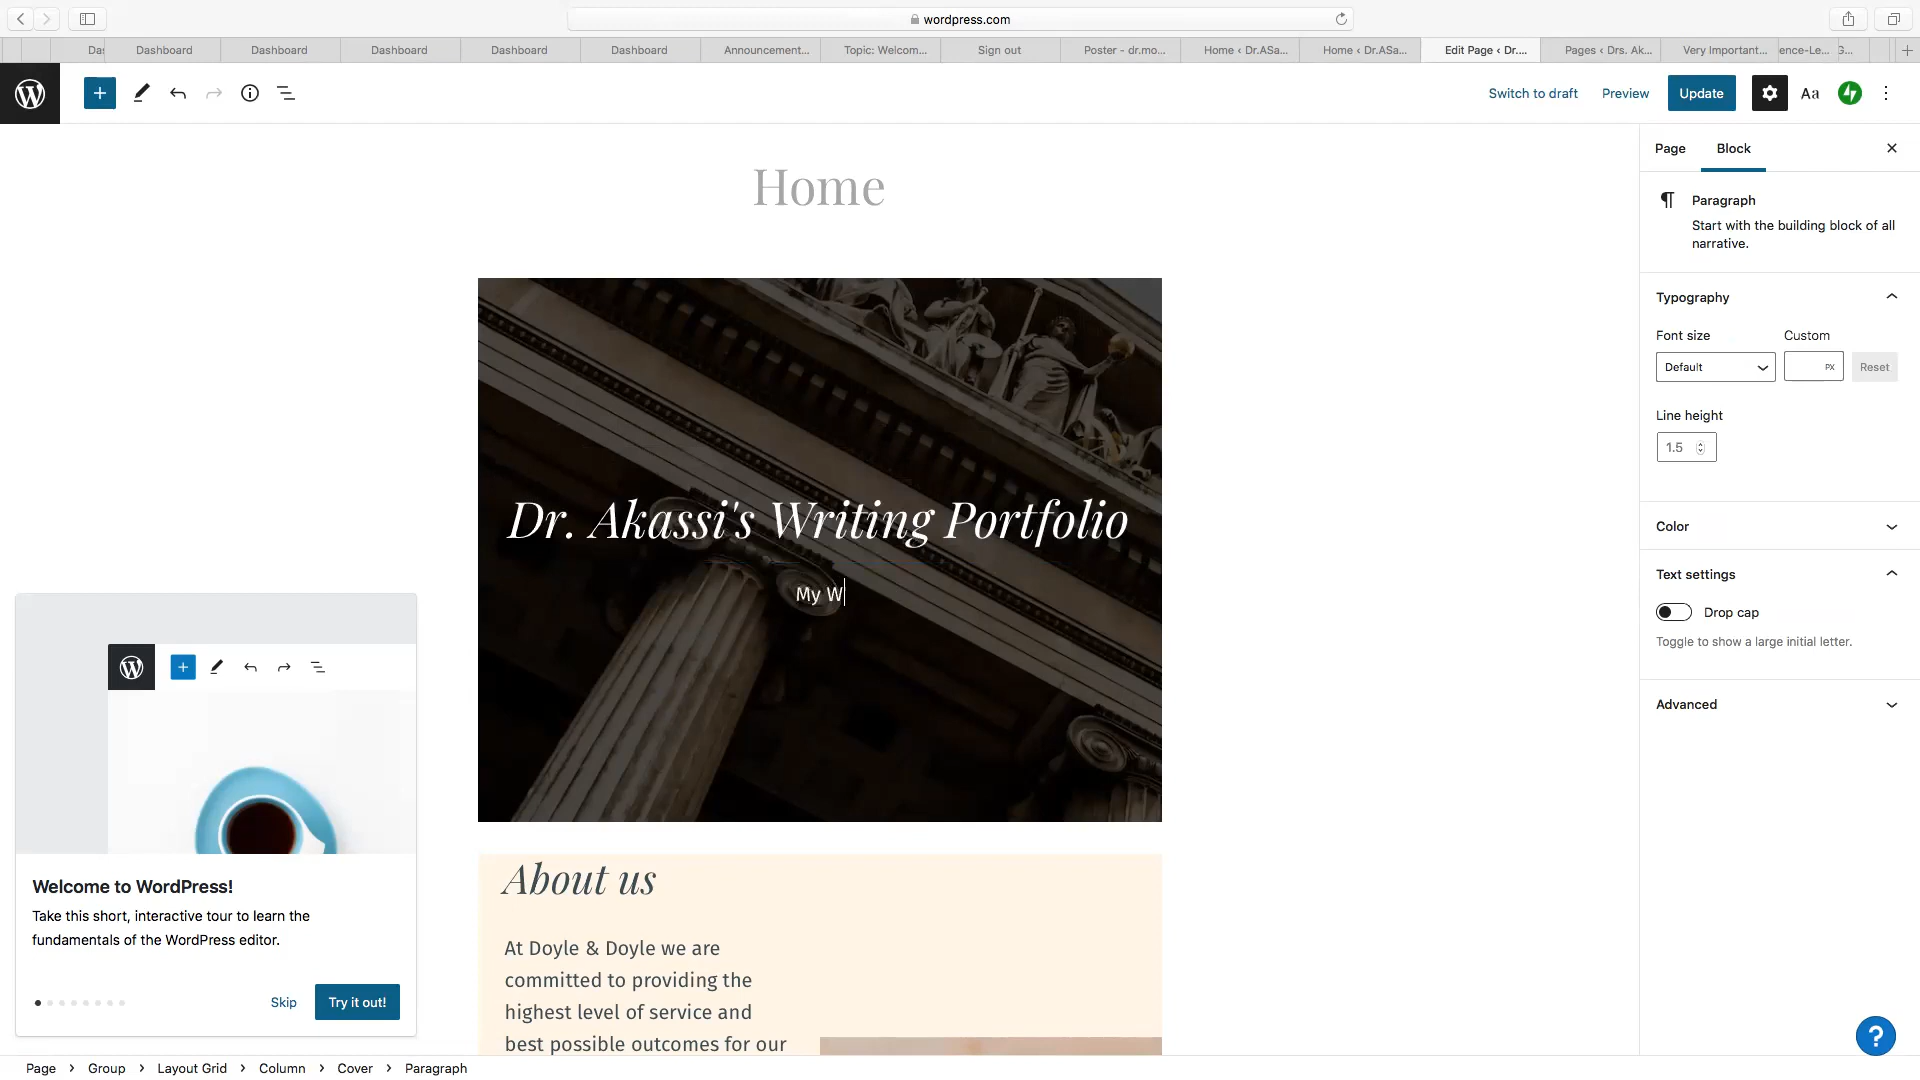 wordpress.com
Das
Dashboard
Dashboard
Dashboard
Dashboard
Dashboard
Announcement...
Topic: Welcom...
Sign out
Poster - dr.mo...
Home ‹ Dr.ASa...
Home ‹ Dr.ASa...
Edit Page ‹ Dr....
Pages ‹ Drs. Ak...
Very Important...
ence-Le...
G...
Switch to draft
Preview
Update
Aa
Page
Block
Home
Paragraph
Start with the building block of all
narrative.
Typography
Font size
Custom
Default
PX
Reset
Line height
1.5
Dr. Akassi's Writing Portfolio
My W
Color
Text settings
Drop cap
Toggle to show a large initial letter.
Advanced
Welcome to WordPress!
Take this short, interactive tour to learn the
fundamentals of the WordPress editor.
Skip
Try it out!
About us
At Doyle & Doyle we are
committed to providing the
highest level of service and
best possible outcomes for our
?
Page > Group > Layout Grid > Column > Cover > Paragraph